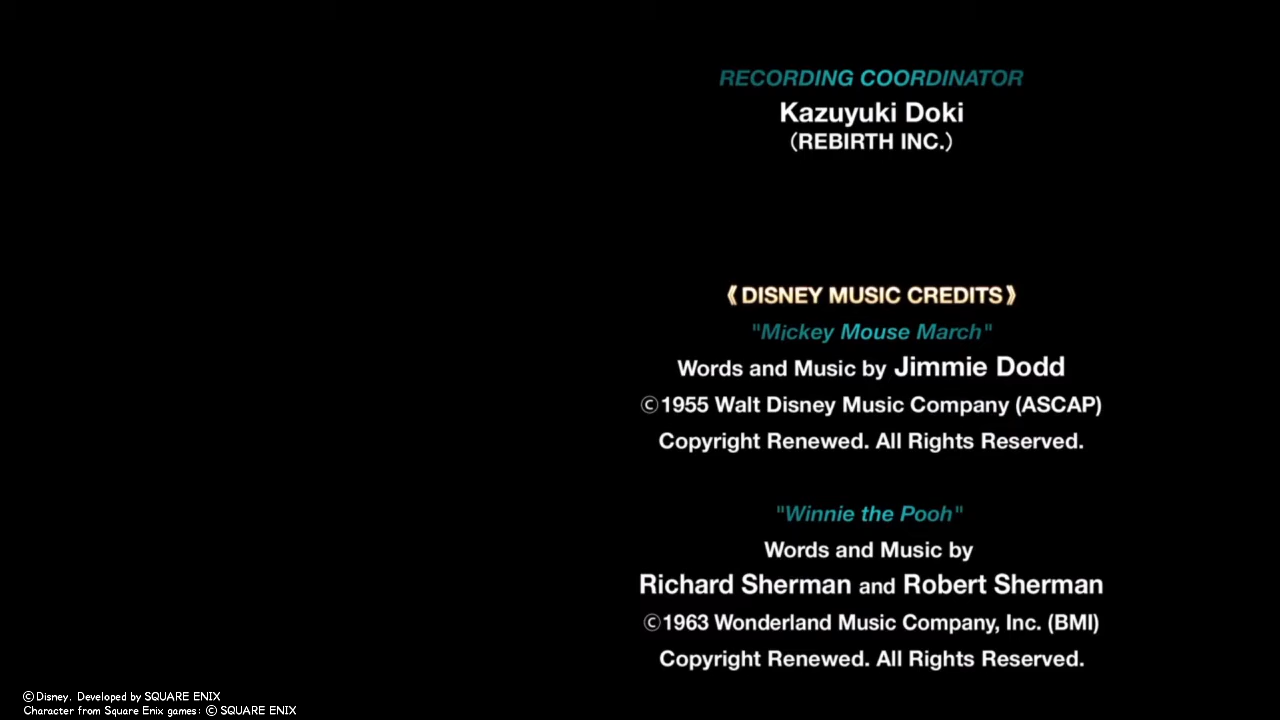 RECORDING COORDINATOR
Kazuyuki Doki
（REBIRTH INC.）
《DISNEY MUSIC CREDITS》
"Mickey Mouse March"
Words and Music by Jimmie Dodd
©1955 Walt Disney Music Company (ASCAP)
Copyright Renewed. All Rights Reserved.
"Winnie the Pooh"
Words and Music by
Richard Sherman and Robert Sherman
©1963 Wonderland Music Company, Inc. (BMI)
Copyright Renewed. All Rights Reserved.
© Disney. Developed by SQUARE ENIX
Character from Square Enix games: © SQUARE ENIX